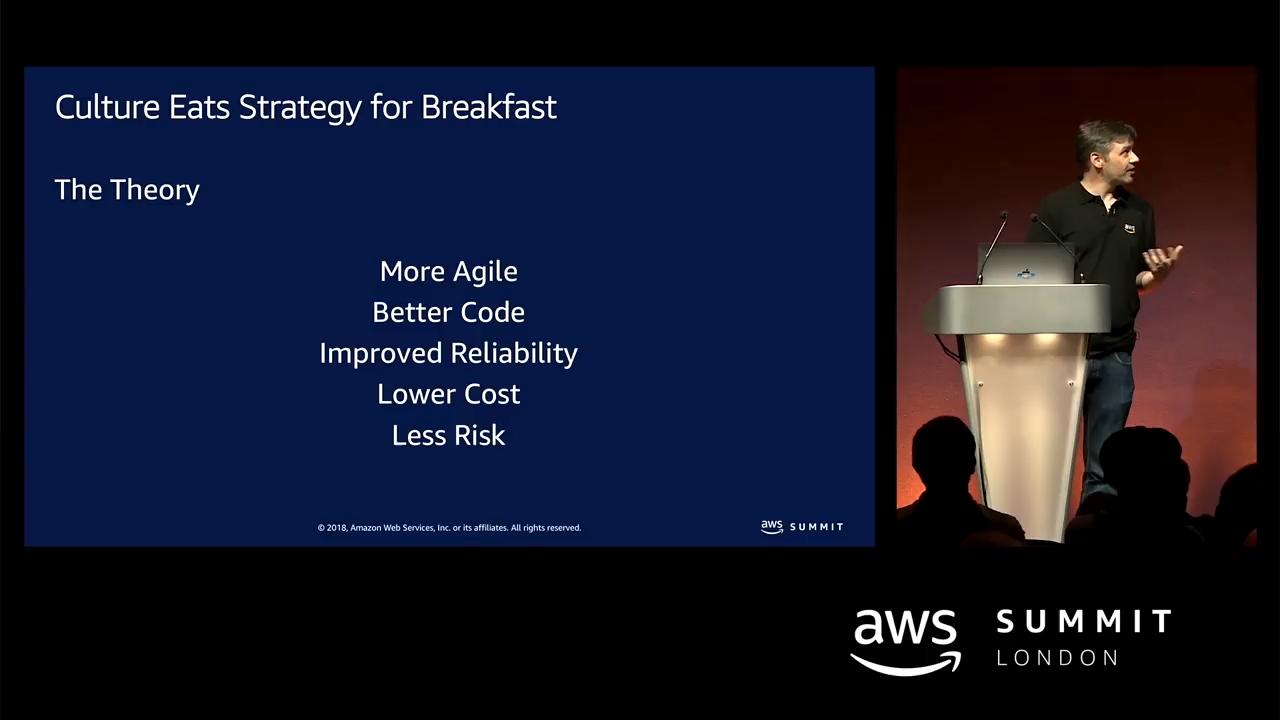 Culture Eats Strategy for Breakfast
The Theory
More Agile
Better Code
Improved Reliability
Lower Cost
Less Risk
© 2018, Amazon Web Services, Inc. or its affiliates. All rights reserved.
aws SUMMIT
aws
aws SUMMIT
LONDON